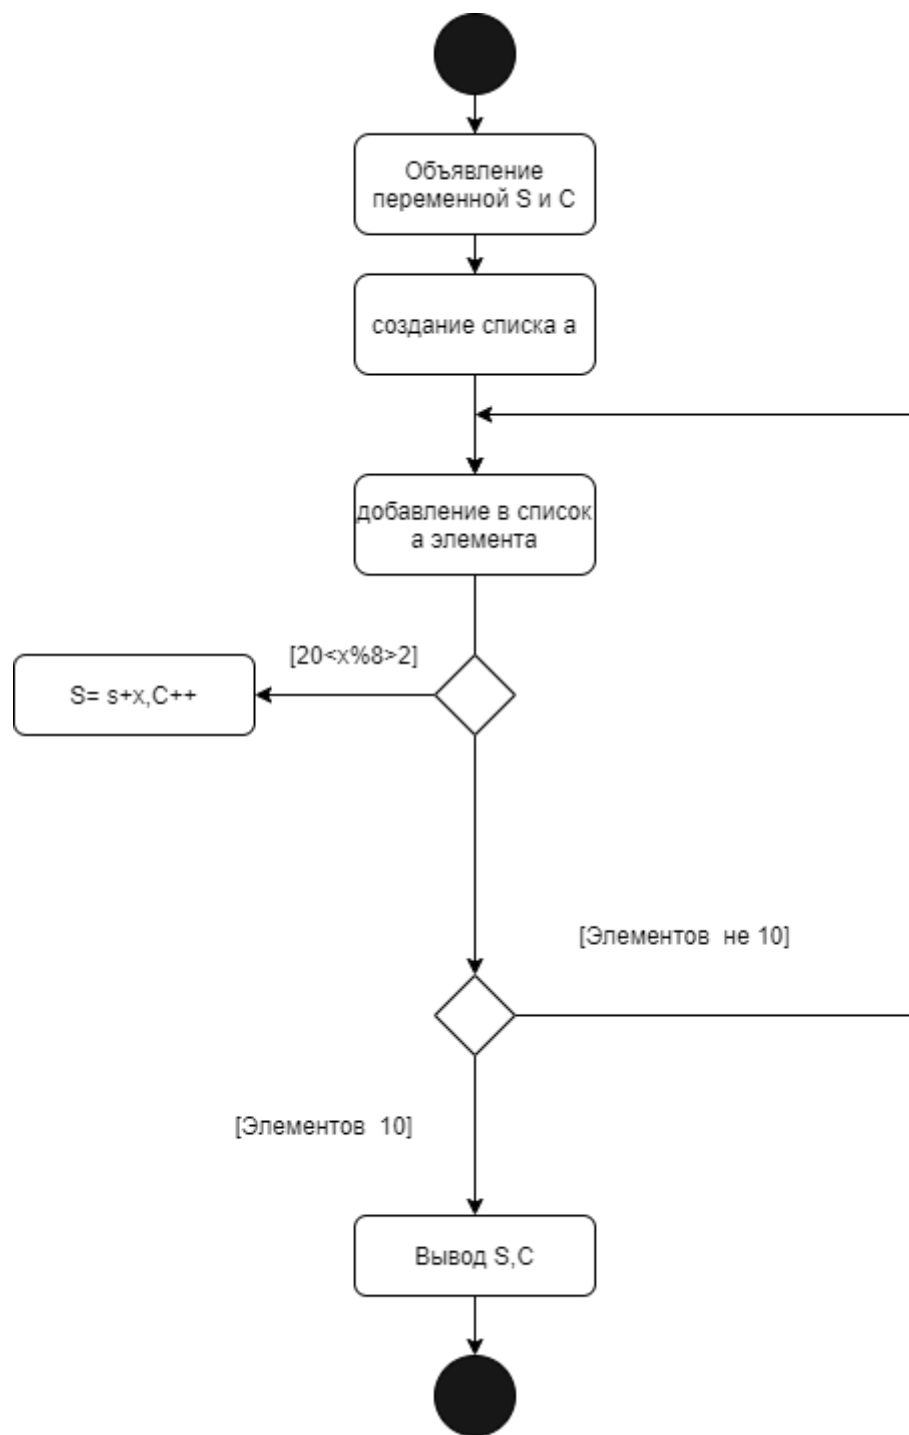 Объявление
переменной S и C
создание списка а
добавление в список
а элемента
[20<x%8>2]
S= s+x,C++
[Элементов  не 10]
[Элементов  10]
Вывод S,C